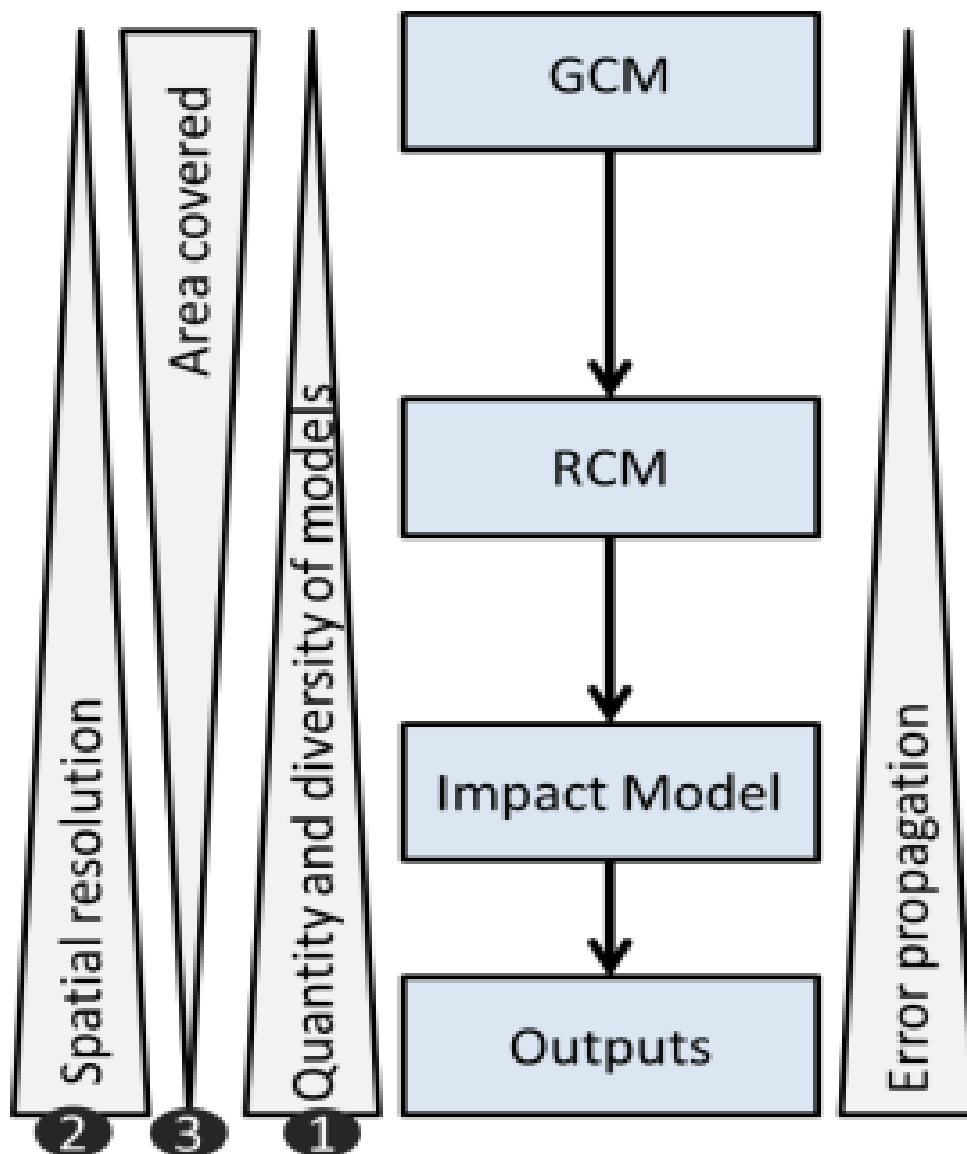 Spatial resolution
Area covered
Quantity and diversity of models
GCM
RCM
Impact Model
Outputs
Error propagation
2
3
1